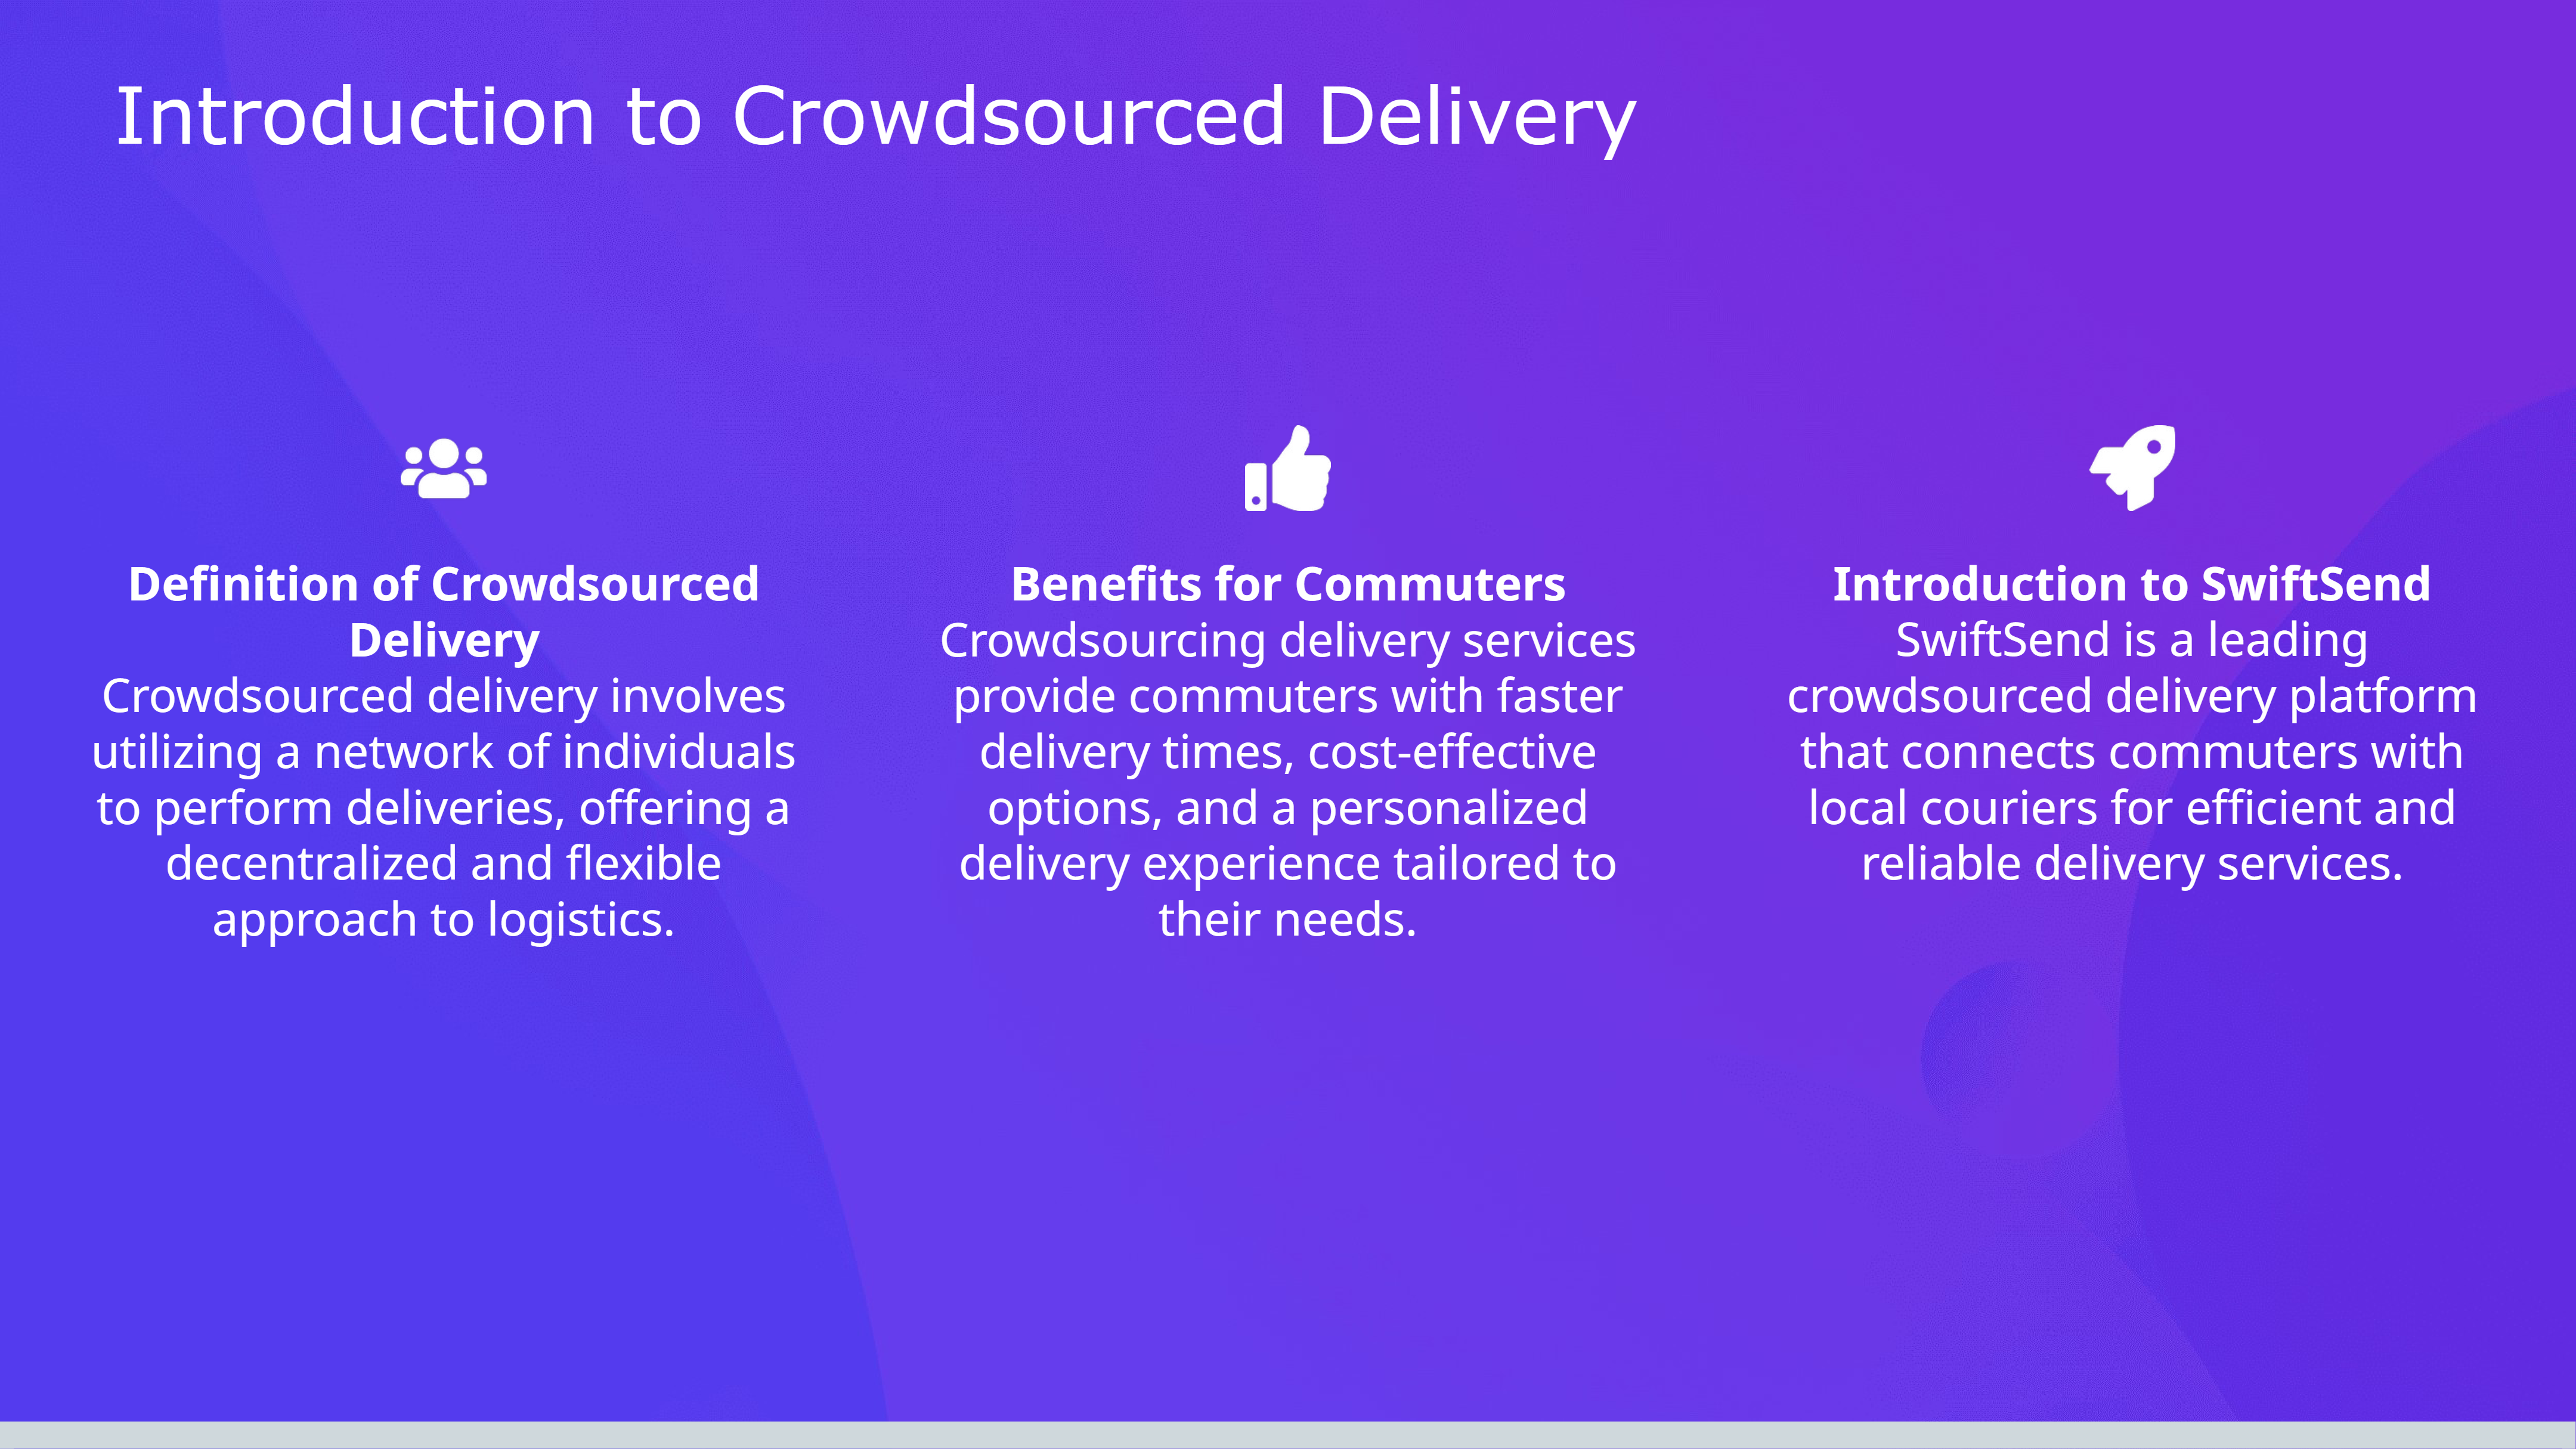 Introduction to Crowdsourced Delivery
Definition of Crowdsourced
Delivery
Crowdsourced delivery involves
utilizing a network of individuals
to perform deliveries, offering a
decentralized and flexible
approach to logistics.
Benefits for Commuters
Crowdsourcing delivery services
provide commuters with faster
delivery times, cost-effective
options, and a personalized
delivery experience tailored to
their needs.
Introduction to SwiftSend
SwiftSend is a leading
crowdsourced delivery platform
that connects commuters with
local couriers for efficient and
reliable delivery services.